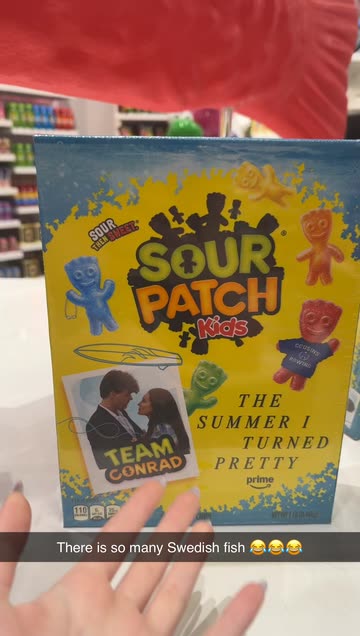 SOUR
THEN SWEET
SOUR
PATCH
Kids
THE
SUMMER I
TURNED
PRETTY
prime
TEAM
CONRAD
110
There is so many Swedish fish 😂😂😂